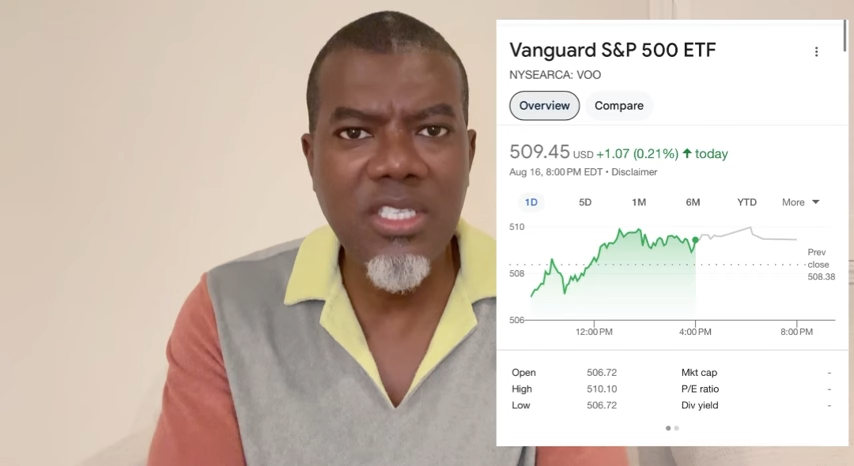 Vanguard S&P 500 ETF
NYSEARCA: VOO
Overview Compare
509.45 USD +1.07 (0.21%) ↑ today
Aug 16, 8:00 PM EDT • Disclaimer
1D 5D 1M 6M YTD More
510
508
506
Prev
close
508.38
12:00 PM 4:00 PM 8:00 PM
Open 506.72 Mkt cap -
High 510.10 P/E ratio -
Low 506.72 Div yield -